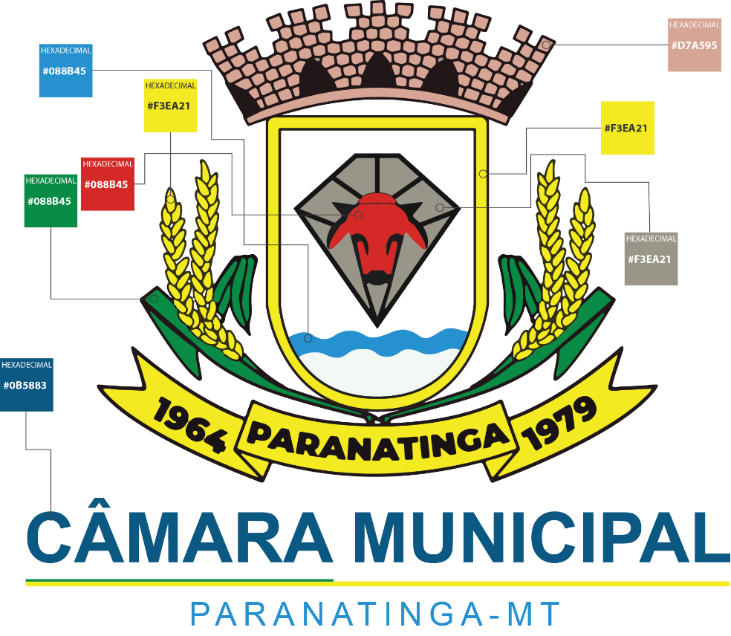 HEXADECIMAL
#D7A595
HEXADECIMAL
#088B45
HEXADECIMAL
#F3EA21
#F3EA21
HEXADECIMAL
#088B45
HEXADECIMAL
#088B45
HEXADECIMAL
#F3EA21
HEXADECIMAL
#0B5883
1964 PARANATINGA 1979
CÂMARA MUNICIPAL
PARANATINGA-MT